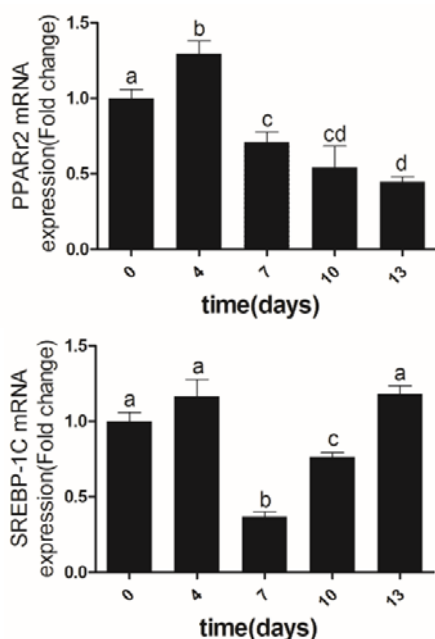 PPARr2 mRNA
expression(Fold change)
1.5
1.0
0.5
0.0
a
b
c
cd
d
0
4
7
10
13
time(days)
SREBP-1C mRNA
expression(Fold change)
1.5
1.0
0.5
0.0
a
a
b
c
a
0
4
7
10
13
time(days)